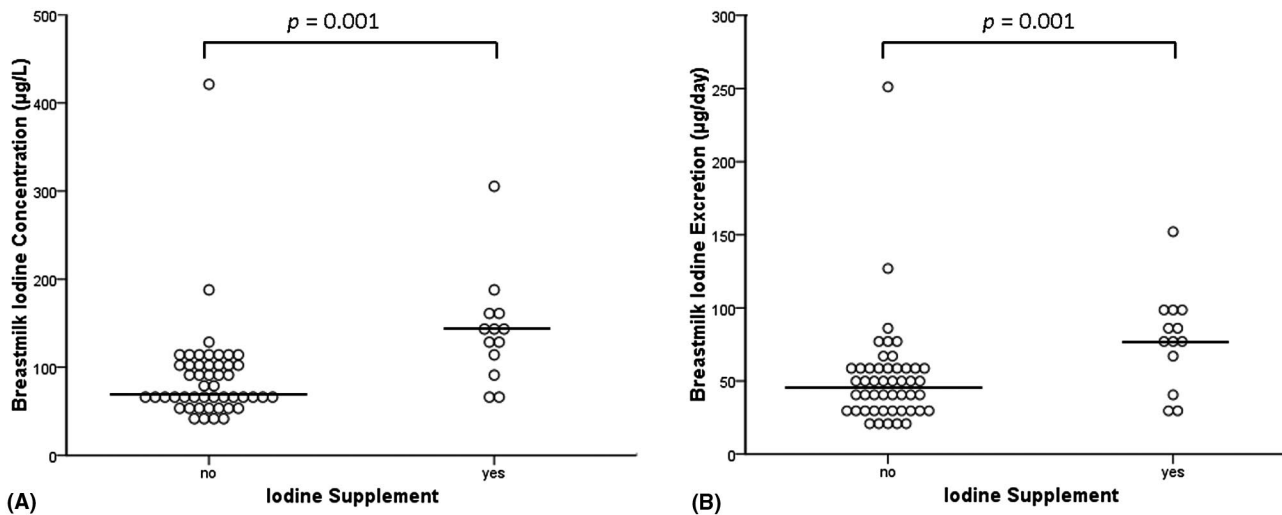 p = 0.001
500
400
300
200
100
0
Breastmilk Iodine Concentration (µg/L)
no
yes
Iodine Supplement
(A)
p = 0.001
300
250
200
150
100
50
0
Breastmilk Iodine Excretion (µg/day)
no
yes
Iodine Supplement
(B)